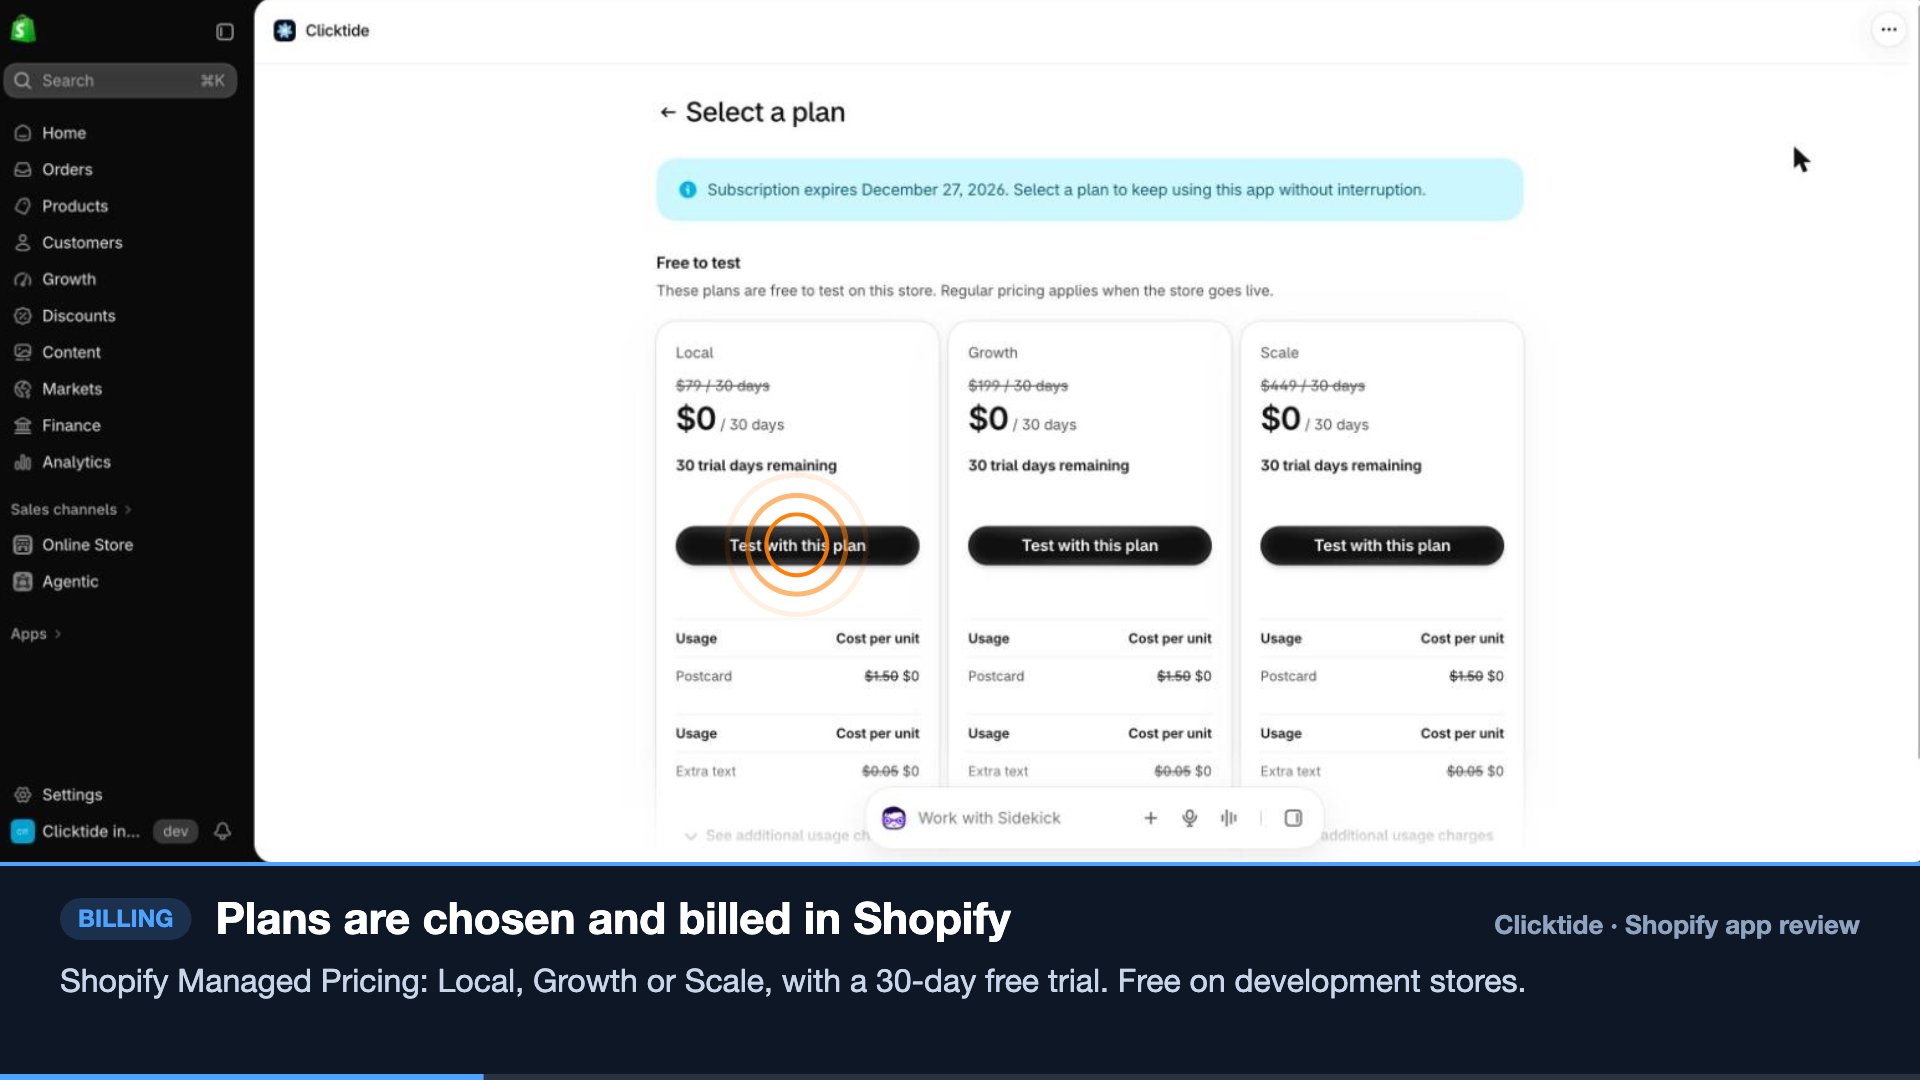 Clicktide
Search ⌘K
Home
Orders
Products
Customers
Growth
Discounts
Content
Markets
Finance
Analytics
Sales channels
Online Store
Agentic
Apps
Settings
Clicktide in... dev
Select a plan
Subscription expires December 27, 2026. Select a plan to keep using this app without interruption.
Free to test
These plans are free to test on this store. Regular pricing applies when the store goes live.
Local
$79 / 30 days
$0 / 30 days
30 trial days remaining
Test with this plan
Usage Cost per unit
Postcard $1.50 $0
Usage Cost per unit
Extra text $0.05 $0
See additional usage ch
Growth
$199 / 30 days
$0 / 30 days
30 trial days remaining
Test with this plan
Usage Cost per unit
Postcard $1.50 $0
Usage Cost per unit
Extra text $0.05 $0
Scale
$449 / 30 days
$0 / 30 days
30 trial days remaining
Test with this plan
Usage Cost per unit
Postcard $1.50 $0
Usage Cost per unit
Extra text $0.05 $0
additional usage charges
Work with Sidekick
BILLING
Plans are chosen and billed in Shopify
Clicktide · Shopify app review
Shopify Managed Pricing: Local, Growth or Scale, with a 30-day free trial. Free on development stores.